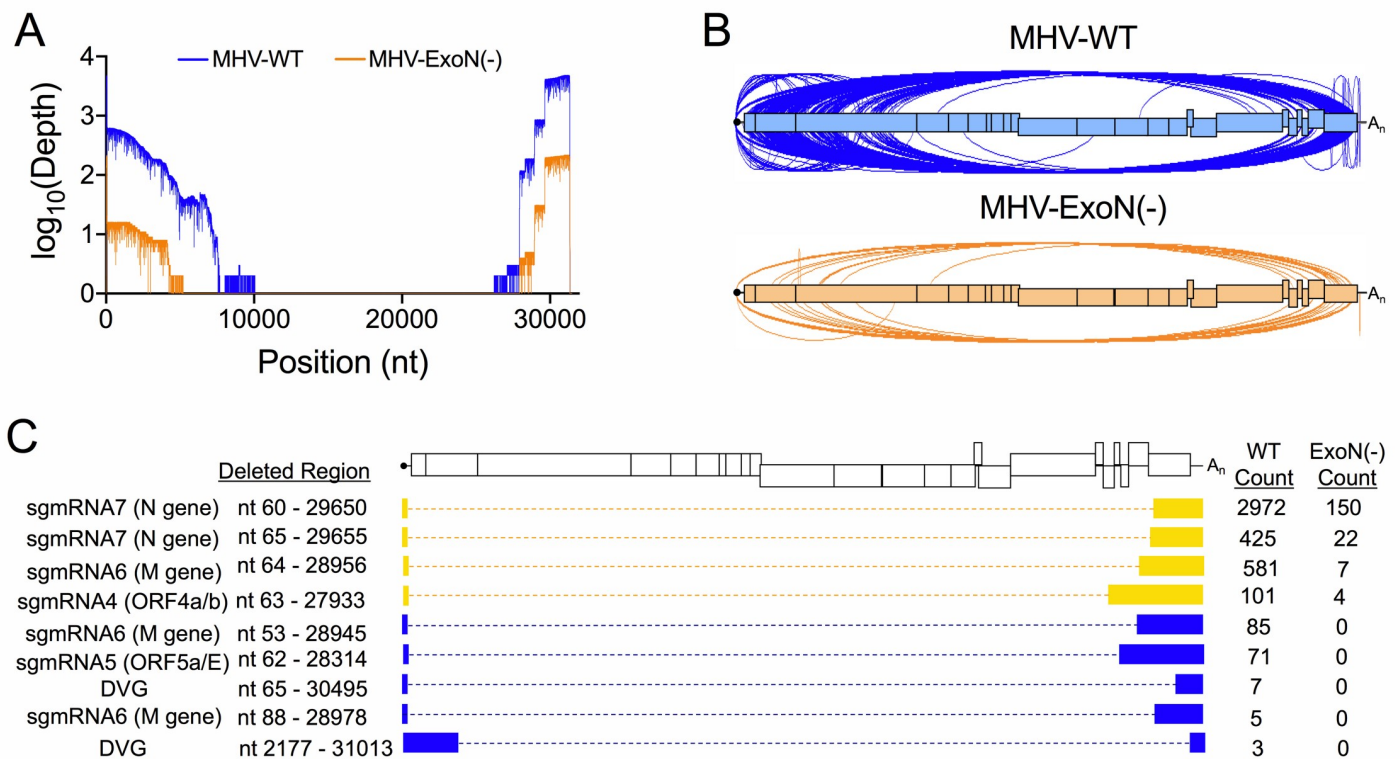 A
MHV-WT MHV-ExoN(-)
log10(Depth)
4
3
2
1
0
0 10000 20000 30000
Position (nt)
B
MHV-WT
An
MHV-ExoN(-)
An
C
Deleted Region An WT Count ExoN(-) Count
sgmRNA7 (N gene) nt 60 - 29650 2972 150
sgmRNA7 (N gene) nt 65 - 29655 425 22
sgmRNA6 (M gene) nt 64 - 28956 581 7
sgmRNA4 (ORF4a/b) nt 63 - 27933 101 4
sgmRNA6 (M gene) nt 53 - 28945 85 0
sgmRNA5 (ORF5a/E) nt 62 - 28314 71 0
DVG nt 65 - 30495 7 0
sgmRNA6 (M gene) nt 88 - 28978 5 0
DVG nt 2177 - 31013 3 0